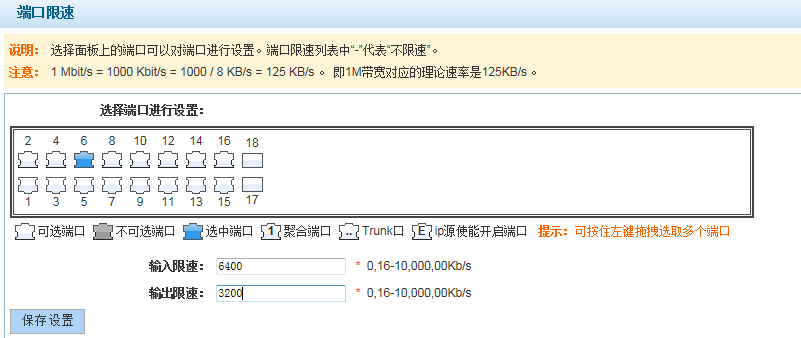 端口限速
说明： 选择面板上的端口可以对端口进行设置。端口限速列表中“-”代表“不限速”。
注意： 1 Mbit/s = 1000 Kbit/s = 1000 / 8 KB/s = 125 KB/s 。 即1M带宽对应的理论速率是125KB/s 。
选择端口进行设置：
2 4 6 8 10 12 14 16 18
1 3 5 7 9 11 13 15 17
可选端口 不可选端口 选中端口 1 聚合端口 .. Trunk口 E ip源使能开启端口 提示： 可按住左键拖拽选取多个端口
输入限速： 6400 * 0,16-10,000,00Kb/s
输出限速： 3200 * 0,16-10,000,00Kb/s
保存设置